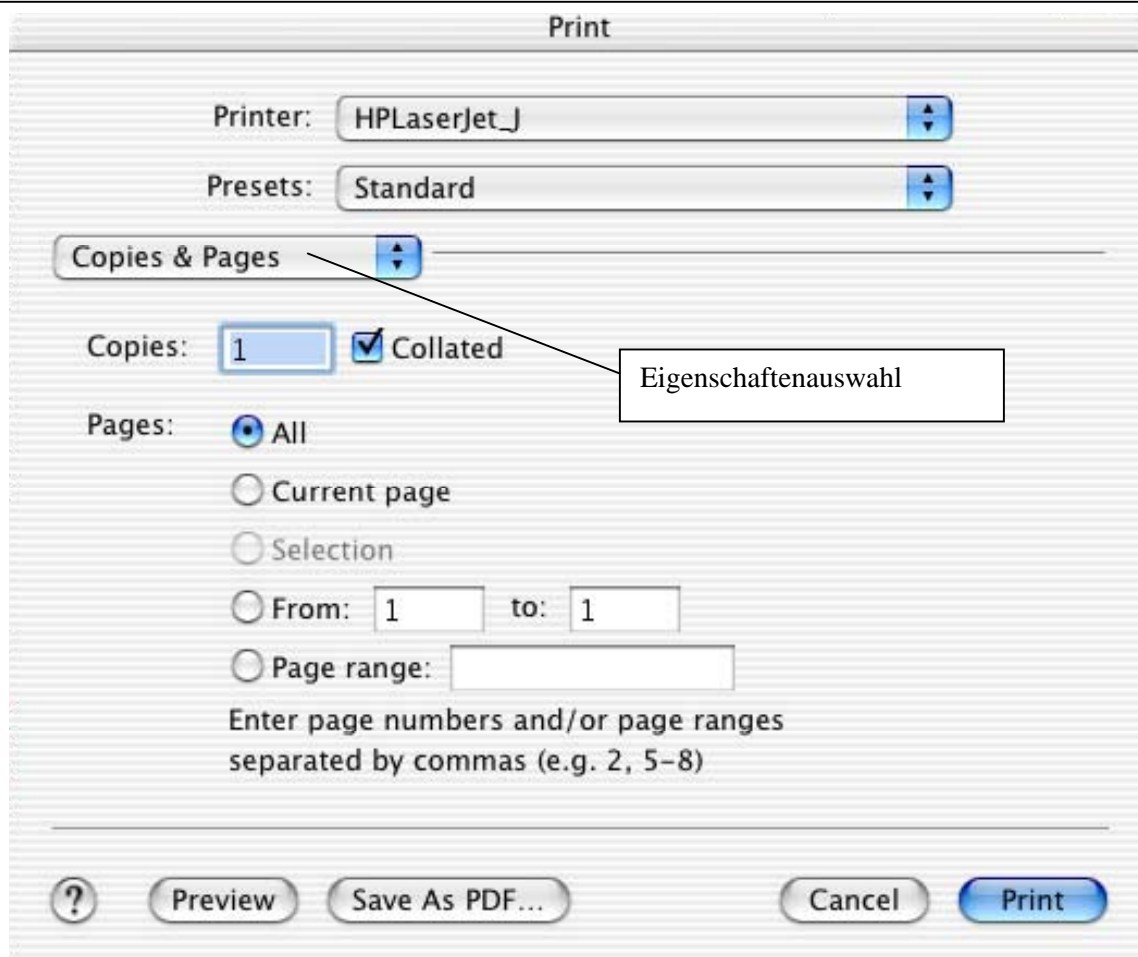 Print
Printer: HPLaserJet_J
Presets: Standard
Copies & Pages
Copies: 1 Collated
Eigenschaftenauswahl
Pages: All
Current page
Selection
From: 1 to: 1
Page range:
Enter page numbers and/or page ranges
separated by commas (e.g. 2, 5-8)
? Preview Save As PDF... Cancel Print